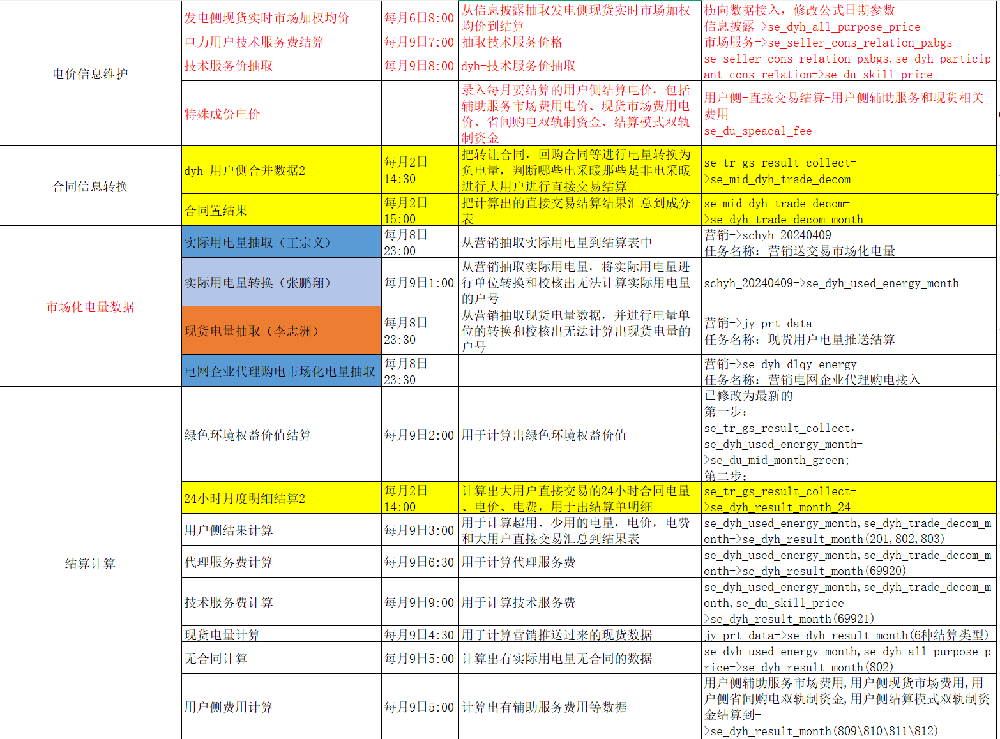 电价信息维护
发电侧现货实时市场加权均价
每月6日8:00
从信息披露抽取发电侧现货实时市场加权
均价到结算
横向数据接入，修改公式日期参数
信息披露->se_dyh_all_purpose_price
电力用户技术服务费结算
每月9日7:00
抽取技术服务价格
市场服务->se_seller_cons_relation_pxbgs
技术服务价抽取
每月9日8:00
dyh-技术服务价抽取
se_seller_cons_relation_pxbgs,se_dyh_particip
ant_cons_relation->se_du_skill_price
特殊成份电价
录入每月要结算的用户侧结算电价，包括
辅助服务市场费用电价、现货市场费用电
价、省间购电双轨制资金、结算模式双轨
制资金
用户侧-直接交易结算-用户侧辅助服务和现货相关
费用
se_du_speacal_fee
合同信息转换
dyh-用户侧合并数据2
每月2日
14:30
把转让合同，回购合同等进行电量转换为
负电量，判断哪些电采暖那些是非电采暖
进行大用户进行直接交易结算
se_tr_gs_result_collect-
>se_mid_dyh_trade_decom
合同置结果
每月2日
15:00
把计算出的直接交易结算结果汇总到成分
表
se_mid_dyh_trade_decom-
>se_dyh_trade_decom_month
市场化电量数据
实际用电量抽取（王宗义）
每月8日
23:00
从营销抽取实际用电量到结算表中
营销->schyh_20240409
任务名称：营销送交易市场化电量
实际用电量转换（张鹏翔）
每月9日1:00
从营销抽取实际用电量，将实际用电量进
行单位转换和校核出无法计算实际用电量
的户号
schyh_20240409->se_dyh_used_energy_month
现货电量抽取（李志洲）
每月8日
23:30
从营销抽取现货电量数据，并进行电量单
位的转换和校核出无法计算出现货电量的
户号
营销->jy_prt_data
任务名称：现货用户电量推送结算
电网企业代理购电市场化电量抽取
每月8日
23:30
营销->se_dyh_dlqy_energy
任务名称：营销电网企业代理购电接入
结算计算
绿色环境权益价值结算
每月9日2:00
用于计算出绿色环境权益价值
已修改为最新的
第一步：
se_tr_gs_result_collect，
se_dyh_used_energy_month-
>se_du_mid_month_green;
第二步：
24小时月度明细结算2
每月2日
14:00
计算出大用户直接交易的24小时合同电量
、电价、电费，用于出结算单明细
se_tr_gs_result_collect-
>se_dyh_result_month_24
用户侧结果计算
每月9日3:00
用于计算超用、少用的电量，电价，电费
和大用户直接交易汇总到结果表
se_dyh_used_energy_month,se_dyh_trade_decom_m
onth->se_dyh_result_month(201,802,803)
代理服务费计算
每月9日6:30
用于计算代理服务费
se_dyh_used_energy_month,se_dyh_trade_decom_m
onth->se_dyh_result_month(69920)
技术服务费计算
每月9日9:00
用于计算技术服务费
se_dyh_used_energy_month,se_dyh_trade_decom_m
onth,se_du_skill_price-
>se_dyh_result_month(69921)
现货电量计算
每月9日4:30
用于计算营销推送过来的现货数据
jy_prt_data->se_dyh_result_month(6种结算类型)
无合同计算
每月9日5:00
计算出有实际用电量无合同的数据
se_dyh_used_energy_month,se_dyh_all_purpose_p
rice->se_dyh_result_month(802)
用户侧费用计算
每月9日5:00
计算出有辅助服务费用等数据
用户侧辅助服务市场费用,用户侧现货市场费用,用
户侧省间购电双轨制资金,用户侧结算模式双轨制资
金结算到-
>se_dyh_result_month(809\810\811\812)